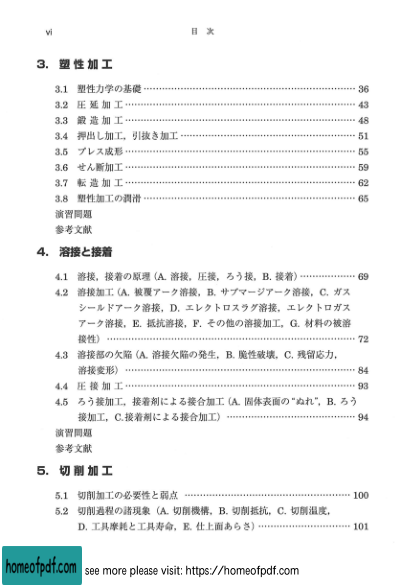 vi 目 次
3. 塑性加工
3.1 塑性力学の基礎 …… 36
3.2 圧延加工 …… 43
3.3 鍛造加工 …… 48
3.4 押出し加工，引抜き加工 …… 51
3.5 プレス成形 …… 55
3.6 せん断加工 …… 59
3.7 転造加工 …… 62
3.8 塑性加工の潤滑 …… 65
演習問題
参考文献
4. 溶接と接着
4.1 溶接，接着の原理 (A. 溶接，圧接，ろう接，B. 接着) …… 69
4.2 溶接加工 (A. 被覆アーク溶接，B. サブマージアーク溶接，C. ガス
シールドアーク溶接，D. エレクトロスラグ溶接，エレクトロガス
アーク溶接，E. 抵抗溶接，F. その他の溶接加工，G. 材料の被溶
接性) …… 72
4.3 溶接部の欠陥 (A. 溶接欠陥の発生，B. 脆性破壊，C. 残留応力，
溶接変形) …… 84
4.4 圧接加工 …… 93
4.5 ろう接加工，接着剤による接合加工 (A. 固体表面の“ぬれ”，B. ろう
接加工，C.接着剤による接合加工) …… 94
演習問題
参考文献
5. 切削加工
5.1 切削加工の必要性と弱点 …… 100
5.2 切削過程の諸現象 (A. 切削機構，B. 切削抵抗，C. 切削温度，
D. 工具摩耗と工具寿命，E. 仕上面あらさ) …… 101
homeofpdf.com see more please visit: https://homeofpdf.com